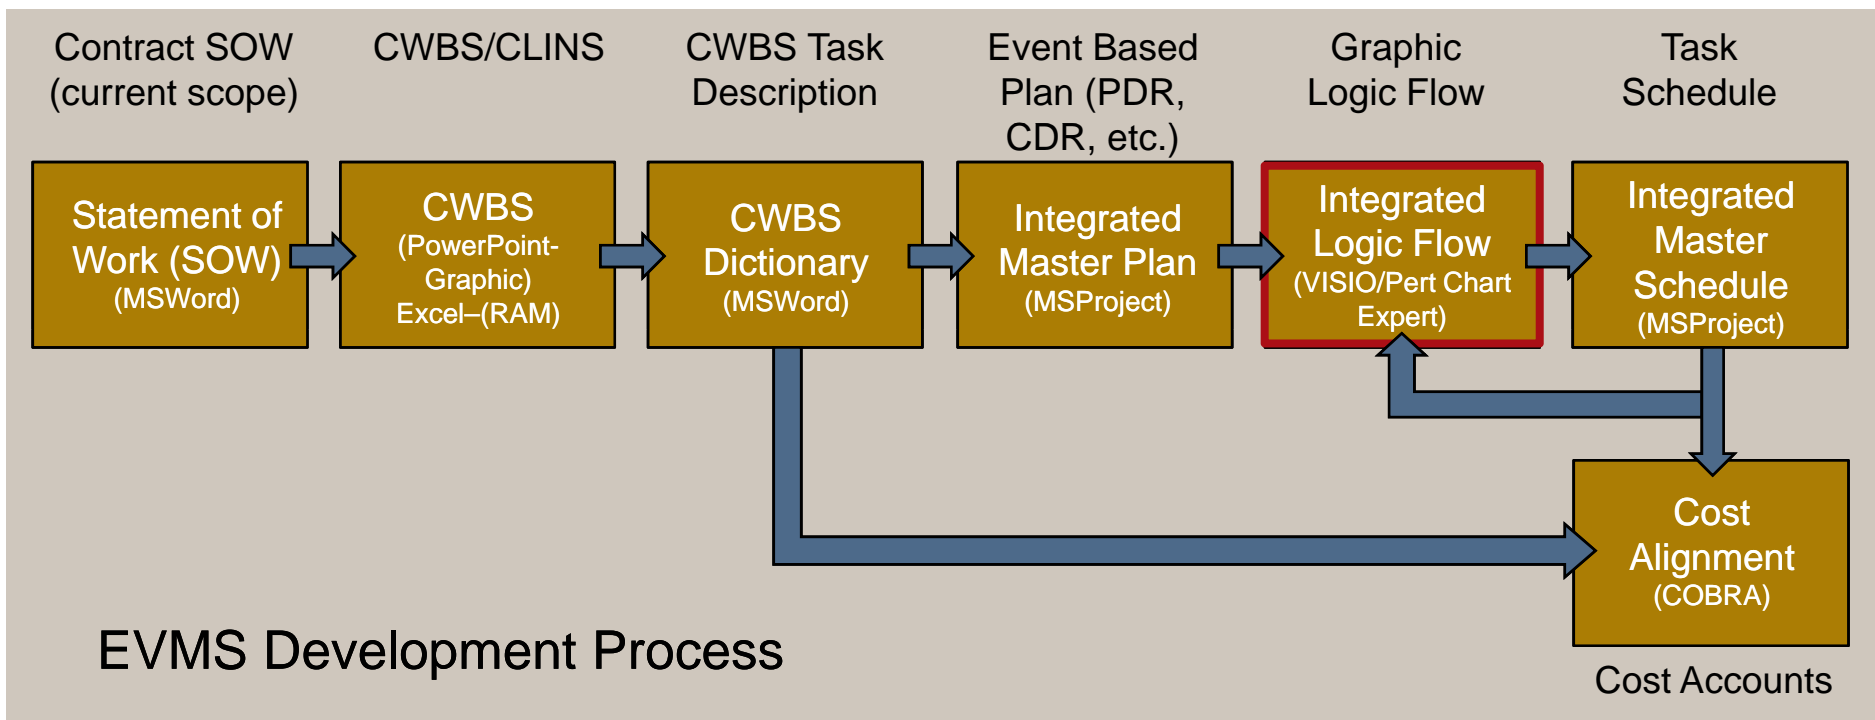 Contract SOW
(current scope)
CWBS/CLINS
CWBS Task
Description
Event Based
Plan (PDR,
CDR, etc.)
Graphic
Logic Flow
Task
Schedule
Statement of
Work (SOW)
(MSWord)
CWBS
(PowerPoint-
Graphic)
Excel–(RAM)
CWBS
Dictionary
(MSWord)
Integrated
Master Plan
(MSProject)
Integrated
Logic Flow
(VISIO/Pert Chart
Expert)
Integrated
Master
Schedule
(MSProject)
Cost
Alignment
(COBRA)
EVMS Development Process
Cost Accounts